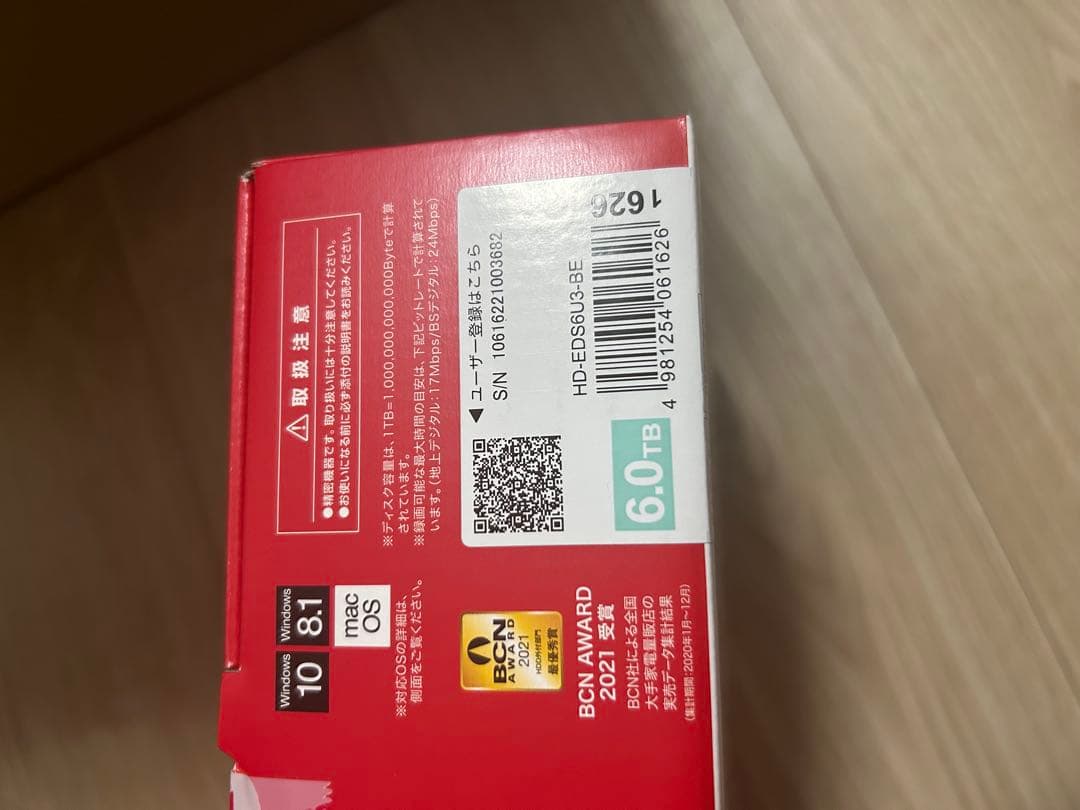 Windows
10
Windows
8.1
mac
OS
※対応OSの詳細は、
側面をご覧ください。
BCN
AWARD
2021
HDD(外付)部門
最優秀賞
BCN AWARD
2021 受賞
BCN社による全国
大手家電量販店の
実売データ集計結果
(集計期間:2020年1月~12月)
取扱注意
●精密機器です。取り扱いには十分注意してください。
●お使いになる前に必ず添付の説明書をお読みください。
※ディスク容量は、1TB=1,000,000,000,000Byteで計算
されています。
※録画可能な最大時間の目安は、下記ビットレートで計算されて
います。(地上デジタル:17Mbps/BSデジタル:24Mbps)
◀ユーザー登録はこちら
S/N 10616221003682
HD-EDS6U3-BE
4 981254 061626
1626
6.0TB